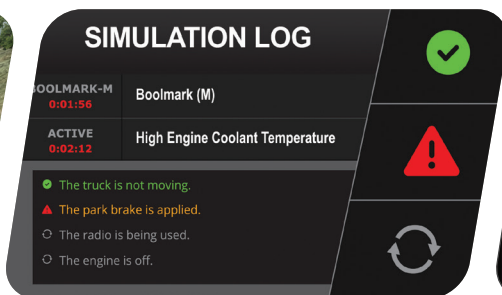 SIMULATION LOG
BOOLMARK-M
0:01:56
Boolmark (M)
ACTIVE
0:02:12
High Engine Coolant Temperature
The truck is not moving.
The park brake is applied.
The radio is being used.
The engine is off.